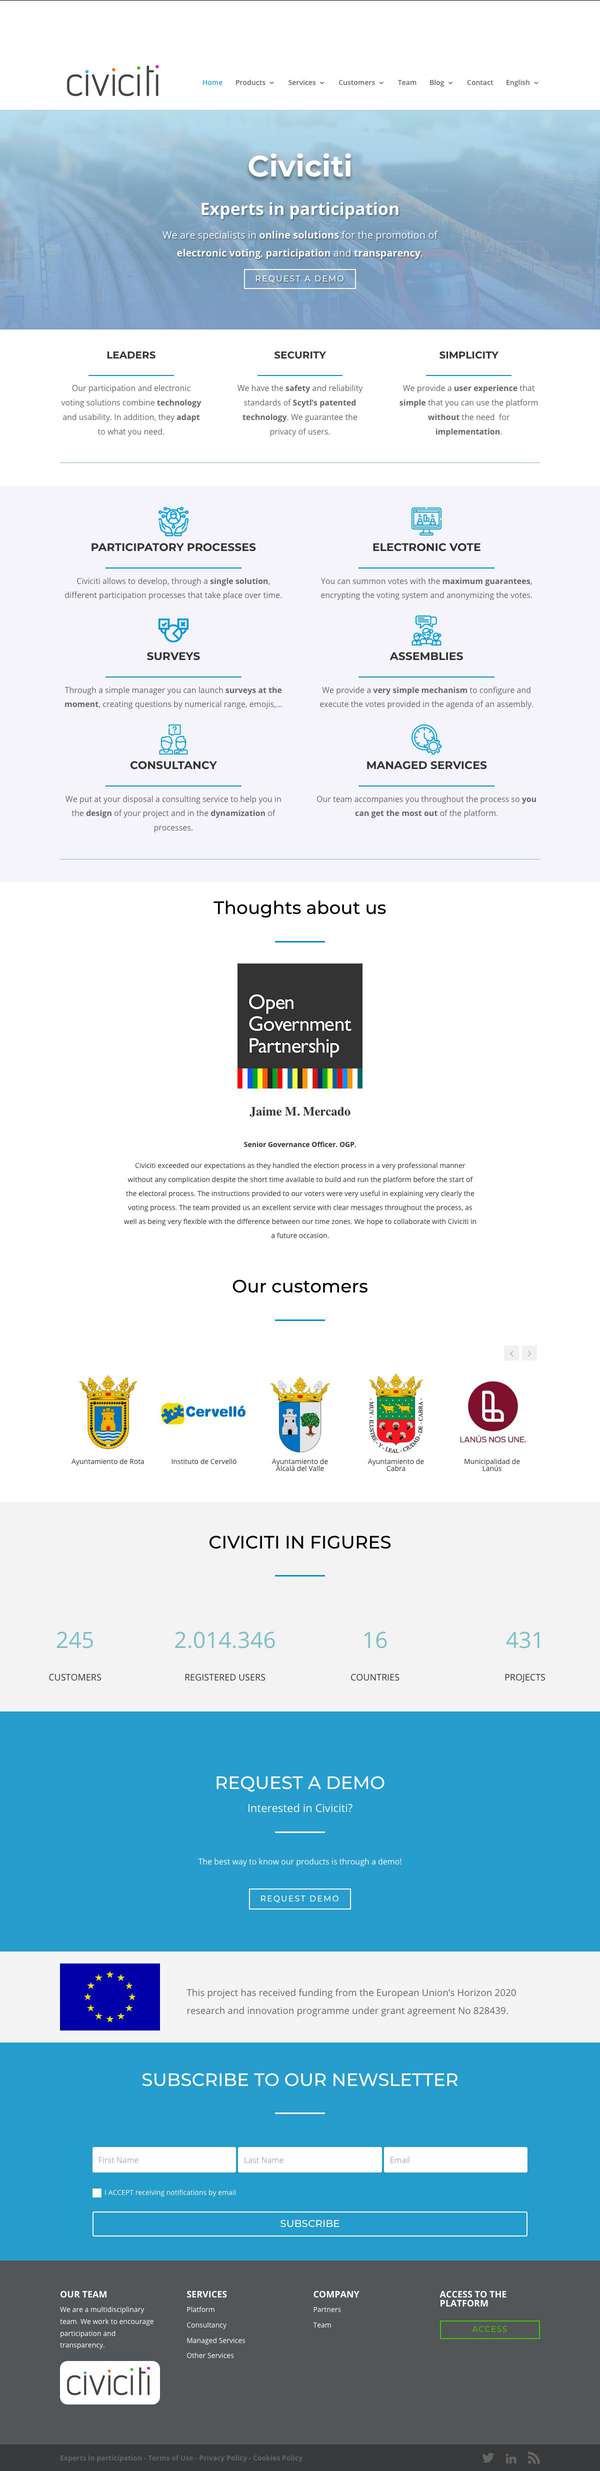 civiciti
Home Products Services Customers Team Blog Contact English
Civiciti
Experts in participation
We are specialists in online solutions for the promotion of
electronic voting, participation and transparency.
REQUEST A DEMO
LEADERS
Our participation and electronic
voting solutions combine technology
and usability. In addition, they adapt
to what you need.
SECURITY
We have the safety and reliability
standards of Scytl's patented
technology. We guarantee the
privacy of users.
SIMPLICITY
We provide a user experience that
simple that you can use the platform
without the need for
implementation.
PARTICIPATORY PROCESSES
Civiciti allows to develop, through a single solution,
different participation processes that take place over time.
ELECTRONIC VOTE
You can summon votes with the maximum guarantees,
encrypting the voting system and anonymizing the votes.
SURVEYS
Through a simple manager you can launch surveys at the
moment, creating questions by numerical range, emojis,...
ASSEMBLIES
We provide a very simple mechanism to configure and
execute the votes provided in the agenda of an assembly.
CONSULTANCY
We put at your disposal a consulting service to help you in
the design of your project and in the dynamization of
processes.
MANAGED SERVICES
Our team accompanies you throughout the process so you
can get the most out of the platform.
Thoughts about us
Open
Government
Partnership
Jaime M. Mercado
Senior Governance Officer. OGP.
Civiciti exceeded our expectations as they handled the election process in a very professional manner
without any complication despite the short time available to build and run the platform before the start of
the electoral process. The instructions provided to our voters were very useful in explaining very clearly the
voting process. The team provided us an excellent service with clear messages throughout the process, as
well as being very flexible with the difference between our time zones. We hope to collaborate with Civiciti in
a future occasion.
Our customers
Ayuntamiento de Rota
Cervelló
Instituto de Cervelló
Ayuntamiento de
Alcalá del Valle
MUY ILUSTRE Y LEAL CIUDAD DE CABRA
Ayuntamiento de
Cabra
LANÚS NOS UNE.
Municipalidad de
Lanús
CIVICITI IN FIGURES
245
CUSTOMERS
2.014.346
REGISTERED USERS
16
COUNTRIES
431
PROJECTS
REQUEST A DEMO
Interested in Civiciti?
The best way to know our products is through a demo!
REQUEST DEMO
This project has received funding from the European Union's Horizon 2020
research and innovation programme under grant agreement No 828439.
SUBSCRIBE TO OUR NEWSLETTER
First Name Last Name Email
I ACCEPT receiving notifications by email
SUBSCRIBE
OUR TEAM
We are a multidisciplinary
team. We work to encourage
participation and
transparency.
civiciti
SERVICES
Platform
Consultancy
Managed Services
Other Services
COMPANY
Partners
Team
ACCESS TO THE
PLATFORM
ACCESS
Experts in participation - Terms of Use - Privacy Policy - Cookies Policy